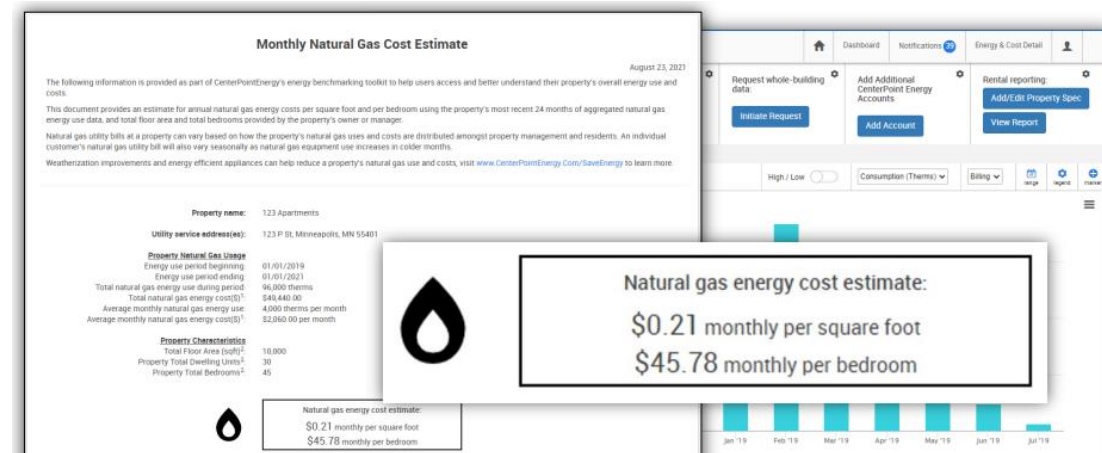 Monthly Natural Gas Cost Estimate
August 23, 2021
The following information is provided as part of CenterPointEnergy's energy benchmarking toolkit to help users access and better understand their property's overall energy use and
costs.
This document provides an estimate for annual natural gas energy costs per square foot and per bedroom using the property's most recent 24 months of aggregated natural gas
energy use data, and total floor area and total bedrooms provided by the property's owner or manager.
Natural gas utility bills at a property can vary based on how the property's natural gas uses and costs are distributed amongst property management and residents. An individual
customer's natural gas utility bill will also vary seasonally as natural gas equipment use increases in colder months.
Weatherization improvements and energy efficient appliances can help reduce a property's natural gas use and costs, visit www.CenterPointEnergy.Com/SaveEnergy to learn more.
Property name: 123 Apartments
Utility service address(es): 123 P St, Minneapolis, MN 55401
Property Natural Gas Usage
Energy use period beginning: 01/01/2019
Energy use period ending: 01/01/2021
Total natural gas energy use during period: 96,000 therms
Total natural gas energy cost($)1: $49,440.00
Average monthly natural gas energy use: 4,000 therms per month
Average monthly natural gas energy cost($)1: $2,060.00 per month
Property Characteristics
Total Floor Area (sqft)2: 10,000
Property Total Dwelling Units3: 30
Property Total Bedrooms2: 45
Natural gas energy cost estimate:
$0.21 monthly per square foot
$45.78 monthly per bedroom
Dashboard Notifications 39 Energy & Cost Detail
Request whole-building
data:
Initiate Request
Add Additional
CenterPoint Energy
Accounts
Add Account
Rental reporting:
Add/Edit Property Spec
View Report
High / Low Consumption (Therms) Billing range legend marker
Natural gas energy cost estimate:
$0.21 monthly per square foot
$45.78 monthly per bedroom
Jan '19 Feb '19 Mar '19 Apr '19 May '19 Jun '19 Jul '19